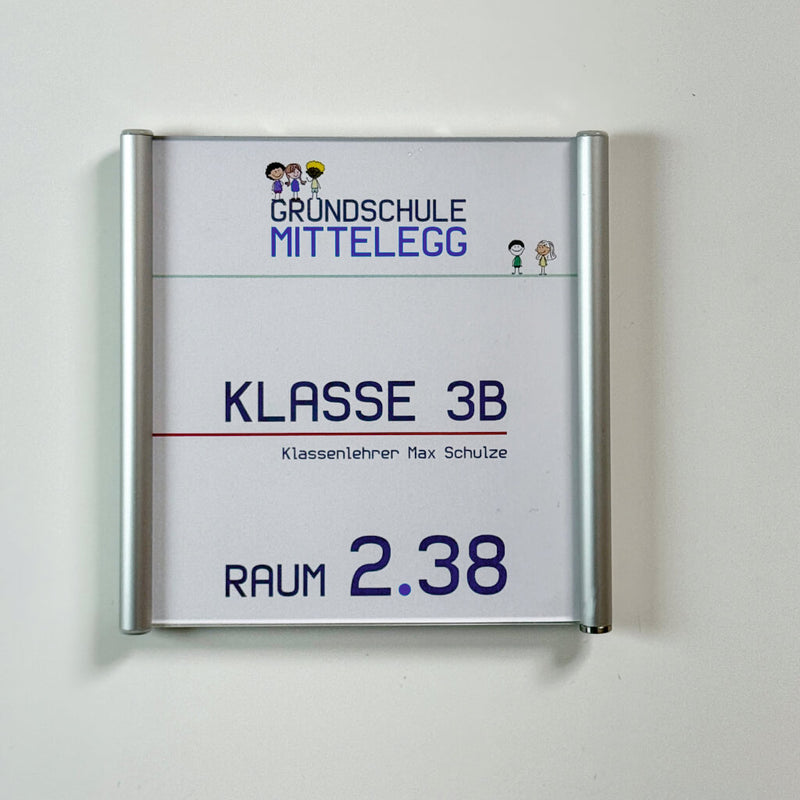 GRUNDSCHULE
MITTELEGG
KLASSE 3B
Klassenlehrer Max Schulze
RAUM 2.38